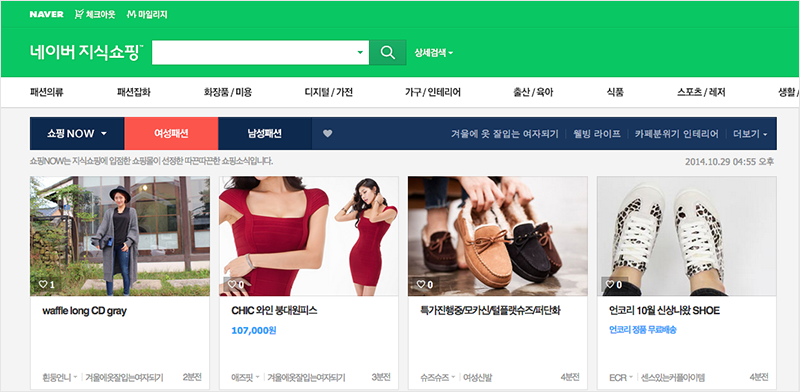 NAVER 체크아웃 마일리지
네이버 지식쇼핑
상세검색
패션의류 패션잡화 화장품 / 미용 디지털 / 가전 가구 / 인테리어 출산 / 육아 식품 스포츠 / 레저 생활 /
쇼핑 NOW 여성패션 남성패션 겨울에 옷 잘입는 여자되기 웰빙 라이프 카페분위기 인테리어 더보기
쇼핑NOW는 지식쇼핑에 입점한 쇼핑몰이 선정한 따끈따끈한 쇼핑소식입니다. 2014.10.29 04:55 오후
1 0 0 0
waffle long CD gray
CHIC 와인 붕대원피스
107,000원
특가진행중/모카신/털플랫슈즈/퍼단화
언코리 10월 신상나왔 SHOE
언코리 정품 무료배송
흰둥언니 겨울에옷잘입는여자되기 2분전
애즈핏 겨울에옷잘입는여자되기 3분전
슈즈슈즈 여성신발 4분전
ECR 센스있는커플아이템 4분전